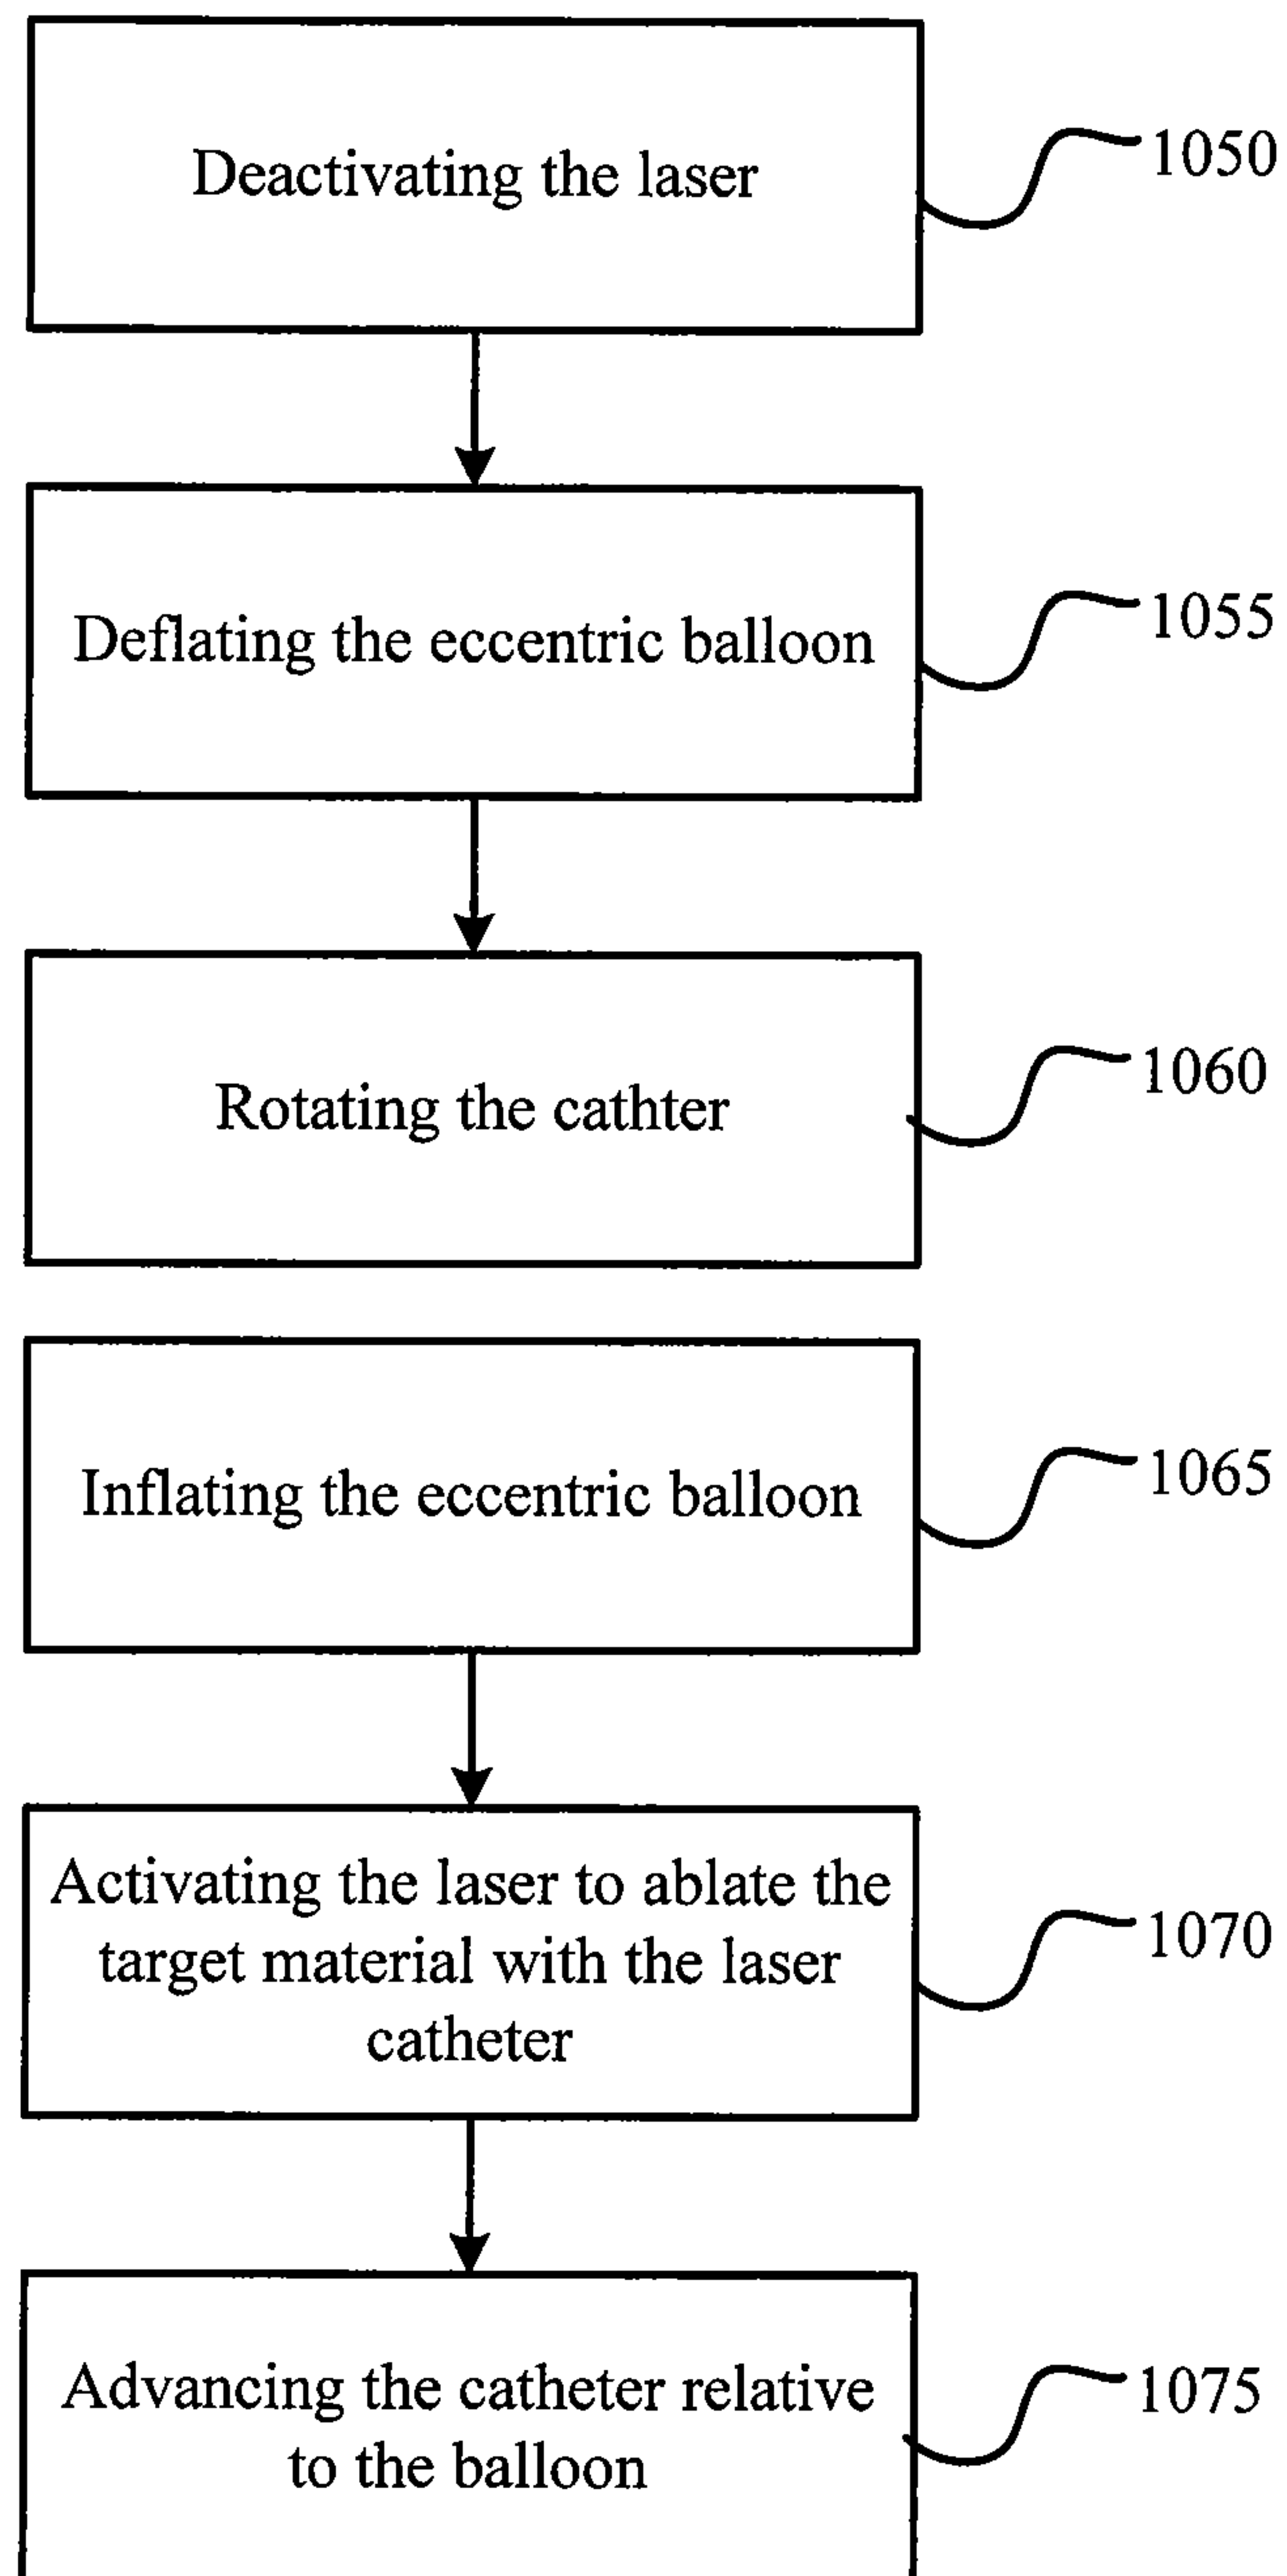 Deactivating the laser
1050
Deflating the eccentric balloon
1055
Rotating the cathter
1060
Inflating the eccentric balloon
1065
Activating the laser to ablate the
target material with the laser
catheter
1070
Advancing the catheter relative
to the balloon
1075